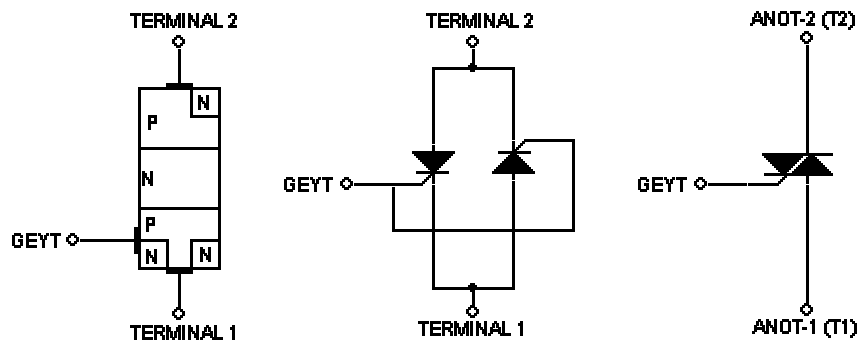 TERMINAL 2
N
P
N
P
GEYT
N
N
TERMINAL 1
TERMINAL 2
GEYT
TERMINAL 1
ANOT-2 (T2)
GEYT
ANOT-1 (T1)